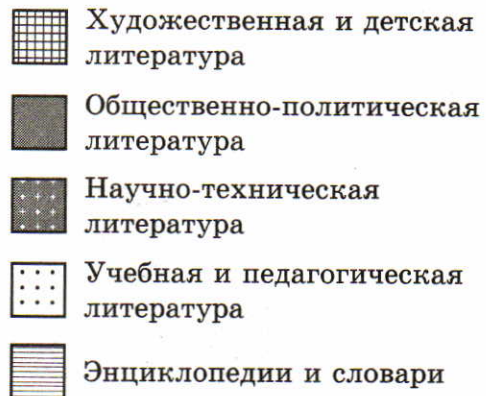 Художественная и детская
литература
Общественно-политическая
литература
Научно-техническая
литература
Учебная и педагогическая
литература
Энциклопедии и словари